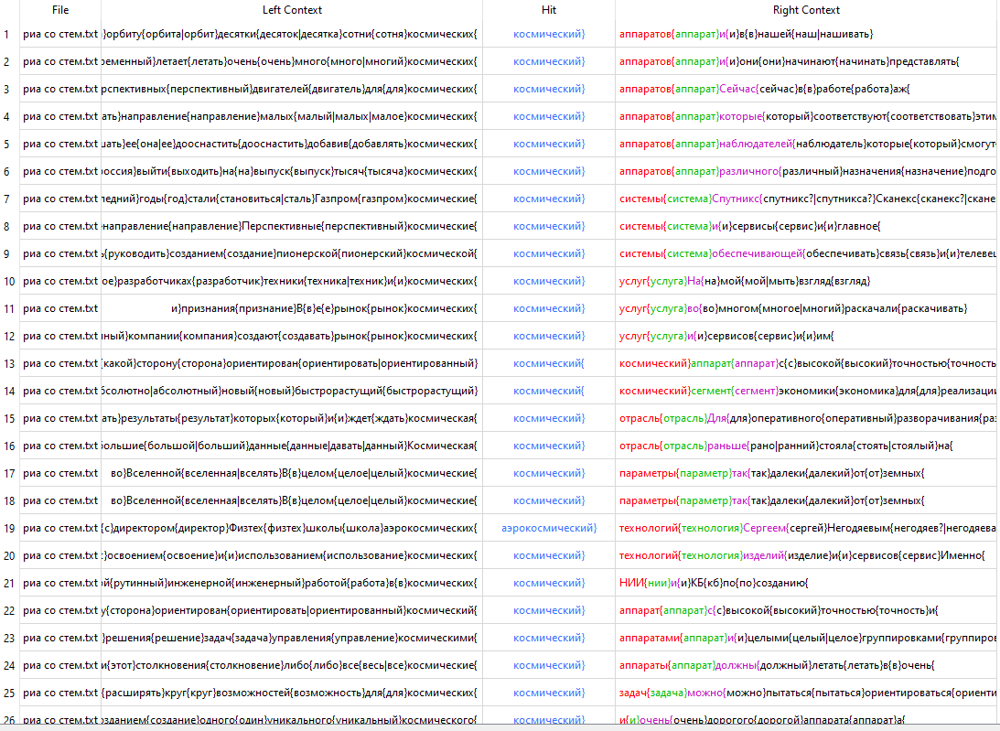 File Left Context Hit Right Context
1 риа со стем.txt }орбиту{орбита|орбит}десятки{десяток|десятка}сотни{сотня}космических{ космический} аппаратов{аппарат}и{и}в{в}нашей{наш|нашивать}
2 риа со стем.txt ременный}летает{летать}очень{очень}много{много|многий}космических{ космический} аппаратов{аппарат}и{и}они{они}начинают{начинать}представлять{
3 риа со стем.txt рспективных{перспективный}двигателей{двигатель}для{для}космических{ космический} аппаратов{аппарат}Сейчас{сейчас}в{в}работе{работа}аж{
4 риа со стем.txt ать}направление{направление}малых{малый|малых|малое}космических{ космический} аппаратов{аппарат}которые{который}соответствуют{соответствовать}этим
5 риа со стем.txt ать}ее{она|ее}дооснастить{дооснастить}добавив{добавлять}космических{ космический} аппаратов{аппарат}наблюдателей{наблюдатель}которые{который}смогут
6 риа со стем.txt россия}выйти{выходить}на{на}выпуск{выпуск}тысяч{тысяча}космических{ космический} аппаратов{аппарат}различного{различный}назначения{назначение}подго
7 риа со стем.txt ледний}годы{год}стали{становиться|сталь}Газпром{газпром}космические{ космический} системы{система}Спутникс{спутникс?|спутникса?}Сканекс{сканекс?|скане
8 риа со стем.txt направление{направление}Перспективные{перспективный}космические{ космический} системы{система}и{и}сервисы{сервис}и{и}главное{
9 риа со стем.txt ь{руководить}созданием{создание}пионерской{пионерский}космической{ космический} системы{система}обеспечивающей{обеспечивать}связь{связь}и{и}телевещ
10 риа со стем.txt ое}разработчиках{разработчик}техники{техника|техник}и{и}космических{ космический} услуг{услуга}На{на}мой{мой|мыть}взгляд{взгляд}
11 риа со стем.txt и}признания{признание}В{в}е{е}рынок{рынок}космических{ космический} услуг{услуга}во{во}многом{многое|многий}раскачали{раскачивать}
12 риа со стем.txt ный}компании{компания}создают{создавать}рынок{рынок}космических{ космический} услуг{услуга}и{и}сервисов{сервис}и{и}им{
13 риа со стем.txt {какой}сторону{сторона}ориентирован{ориентировать|ориентированный} космический{ космический}аппарат{аппарат}с{с}высокой{высокий}точностью{точность
14 риа со стем.txt бсолютно|абсолютный}новый{новый}быстрорастущий{быстрорастущий} космический{ космический}сегмент{сегмент}экономики{экономика}для{для}реализации
15 риа со стем.txt ать}результаты{результат}которых{который}и{и}ждет{ждать}космическая{ космический} отрасль{отрасль}Для{для}оперативного{оперативный}разворачивания{раз
16 риа со стем.txt большие{большой|больший}данные{данные|давать|данный}Космическая{ космический} отрасль{отрасль}раньше{рано|ранний}стояла{стоять|стоялый}на{
17 риа со стем.txt во}Вселенной{вселенная|вселять}В{в}целом{целое|целый}космические{ космический} параметры{параметр}так{так}далеки{далекий}от{от}земных{
18 риа со стем.txt во}Вселенной{вселенная|вселять}В{в}целом{целое|целый}космические{ космический} параметры{параметр}так{так}далеки{далекий}от{от}земных{
19 риа со стем.txt {с}директором{директор}Физтех{физтех}школы{школа}аэрокосмических{ аэрокосмический} технологий{технология}Сергеем{сергей}Негодяевым{негодяев?|негодяева
20 риа со стем.txt }освоением{освоение}и{и}использованием{использование}космических{ космический} технологий{технология}изделий{изделие}и{и}сервисов{сервис}Именно{
21 риа со стем.txt ой{рутинный}инженерной{инженерный}работой{работа}в{в}космических{ космический} НИИ{нии}и{и}КБ{кб}по{по}созданию{
22 риа со стем.txt у{сторона}ориентирован{ориентировать|ориентированный}космический{ космический} аппарат{аппарат}с{с}высокой{высокий}точностью{точность}и{
23 риа со стем.txt }решения{решение}задач{задача}управления{управление}космическими{ космический} аппаратами{аппарат}и{и}целыми{целый|целое}группировками{группиров
24 риа со стем.txt и{этот}столкновения{столкновение}либо{либо}все{весь|все}космические{ космический} аппараты{аппарат}должны{должный}летать{летать}в{в}очень{
25 риа со стем.txt {расширять}круг{круг}возможностей{возможность}для{для}космических{ космический} задач{задача}можно{можно}пытаться{пытаться}ориентироваться{ориенти
26 риа со стем.txt озданием{создание}одного{один}уникального{уникальный}космического{ космический} и{и}очень{очень}дорогого{дорогой}аппарата{аппарат}а{